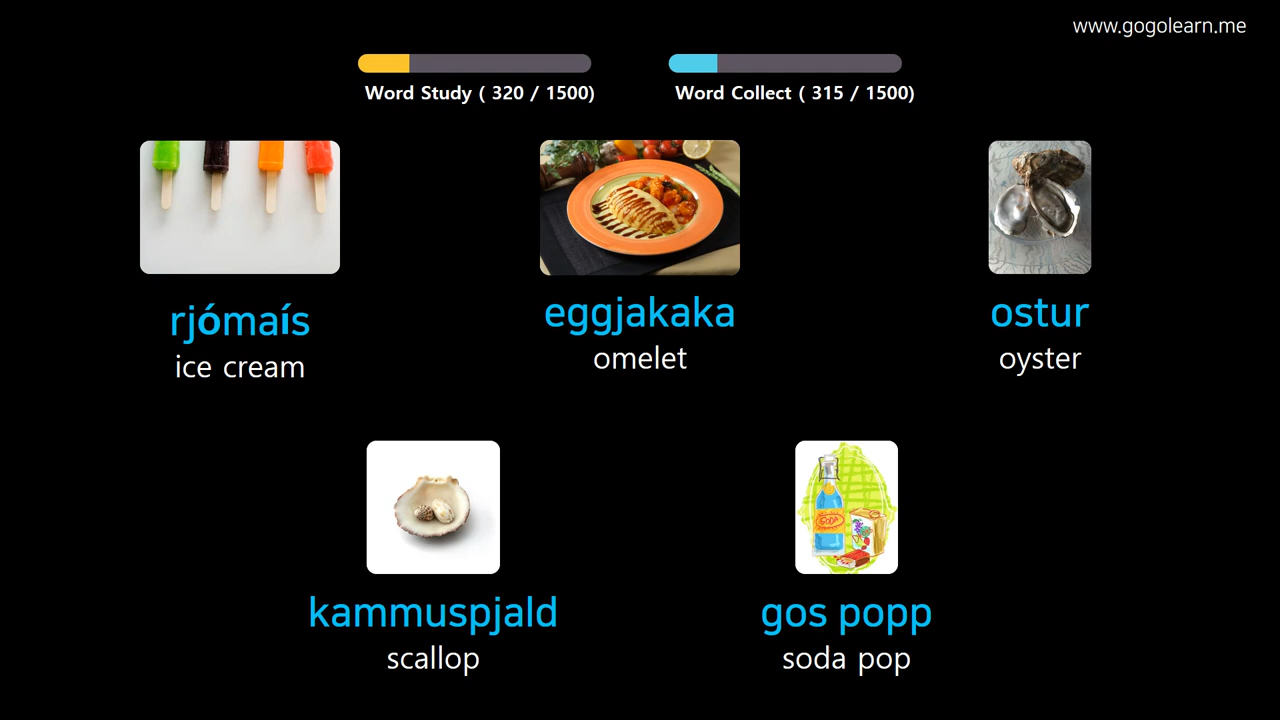 www.gogolearn.me
Word Study ( 320 / 1500)
Word Collect ( 315 / 1500)
rjómaís
ice cream
eggjakaka
omelet
ostur
oyster
SODA
kammuspjald
scallop
gos popp
soda pop